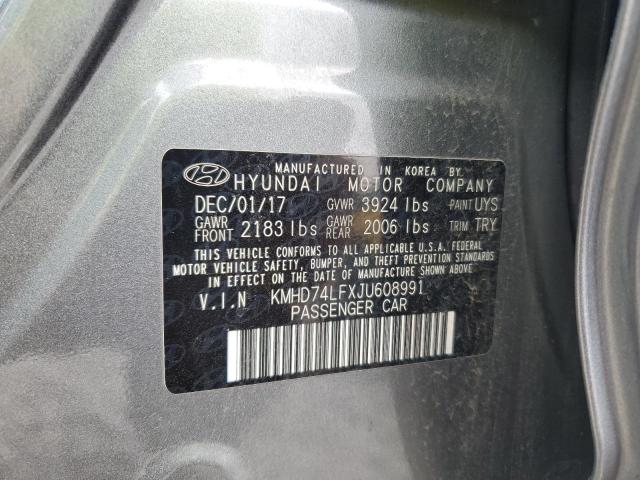 MANUFACTURED IN KOREA BY.
HYUNDAI MOTOR COMPANY
DEC/01/17 GVWR 3924 lbs PAINT UYS
GAWR FRONT 2183 lbs GAWR REAR 2006 lbs TRIM TRY
THIS VEHICLE CONFORMS TO ALL APPLICABLE U.S.A. FEDERAL
MOTOR VEHICLE SAFETY, BUMPER, AND THEFT PREVENTION STANDARDS
IN EFFECT ON THE DATE OF MANUFACTURE SHOWN ABOVE.
V.I.N KMHD74LFXJU608991
PASSENGER CAR